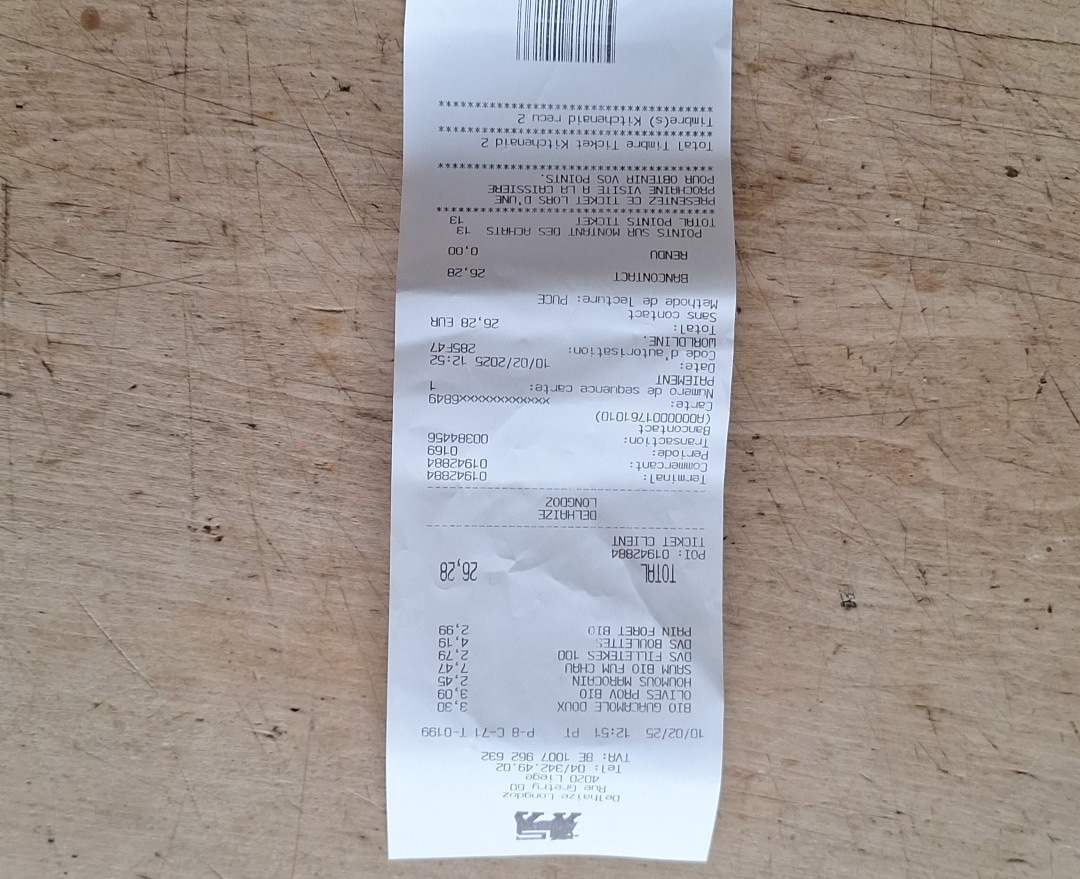 Delhaize Longdoz
Rue Gretry 60
4020 Liege
Tel: 04/342.49.02
TVA: BE 1007 962 632
10/02/25 12:51 PT P-8 C-71 T-0199
BIO GUACAMOLE DOUX 3,30
OLIVES PROV BIO 3,09
HOUMOUS MAROCAIN 2,45
SAUM BIO FUM CHAU 7,47
DVS FILLETEKES 100 2,79
DVS BOULETTES 4,19
PAIN FORET BIO 2,99
TOTAL 26,28
POI: 01942884
TICKET CLIENT
--------------------------------
DELHAIZE
LONGDOZ
--------------------------------
Terminal: 01942884
Commercant: 01942884
Periode: 0169
Transaction: 00384456
Bancontact
(A0000001761010)
Carte: xxxxxxxxxxxxx6849
Numero de sequence carte: 1
PAIEMENT
Date: 10/02/2025 12:52
Code d'autorisation: 285F47
WORLDLINE.
Total: 26,28 EUR
Sans contact
Methode de lecture: PUCE
BANCONTACT 26,28
RENDU 0,00
POINTS SUR MONTANT DES ACHATS 13
TOTAL POINTS TICKET 13
**************************************
PRESENTEZ CE TICKET LORS D'UNE
PROCHAINE VISITE A LA CAISSIERE
POUR OBTENIR VOS POINTS.
**************************************
Total Timbre Ticket Kitchenaid 2
**************************************
Timbre(s) Kitchenaid recu 2
**************************************